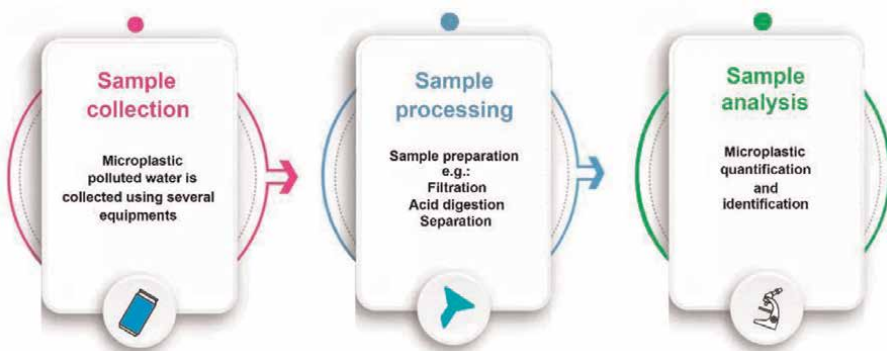 Sample
collection
Microplastic
polluted water is
collected using several
equipments
Sample
processing
Sample preparation
e.g.:
Filtration
Acid digestion
Separation
Sample
analysis
Microplastic
quantification
and
identification